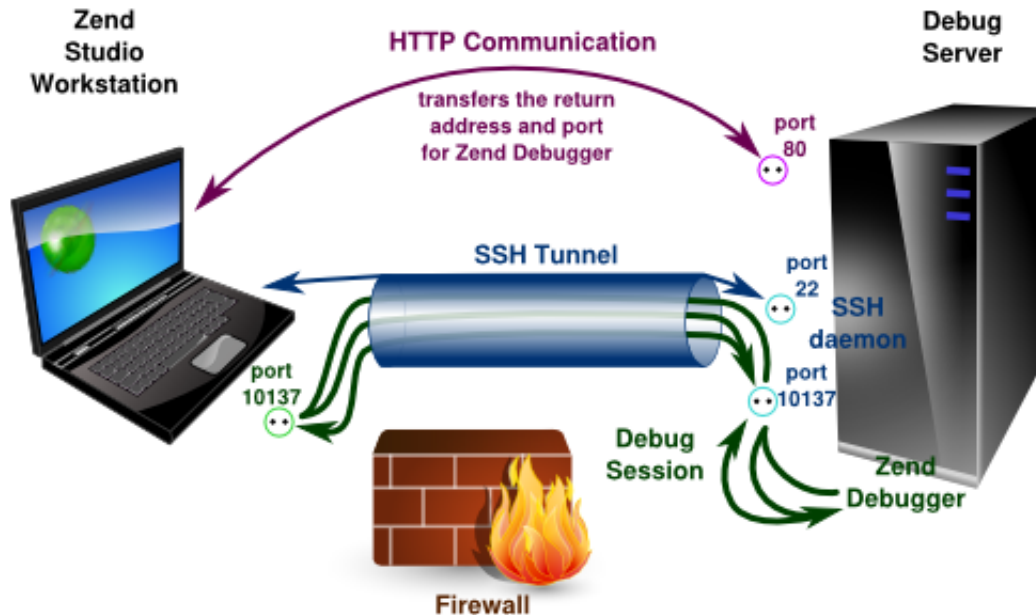 Zend
Studio
Workstation
HTTP Communication
transfers the return
address and port
for Zend Debugger
Debug
Server
port
80
SSH Tunnel
port
22
SSH
daemon
port
10137
port
10137
Debug
Session
Zend
Debugger
Firewall